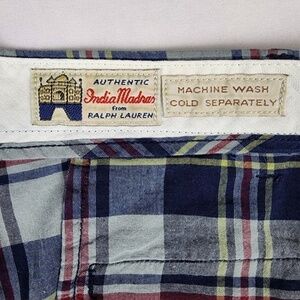 AUTHENTIC
India Madras
From
RALPH LAUREN
MACHINE WASH
COLD SEPARATELY